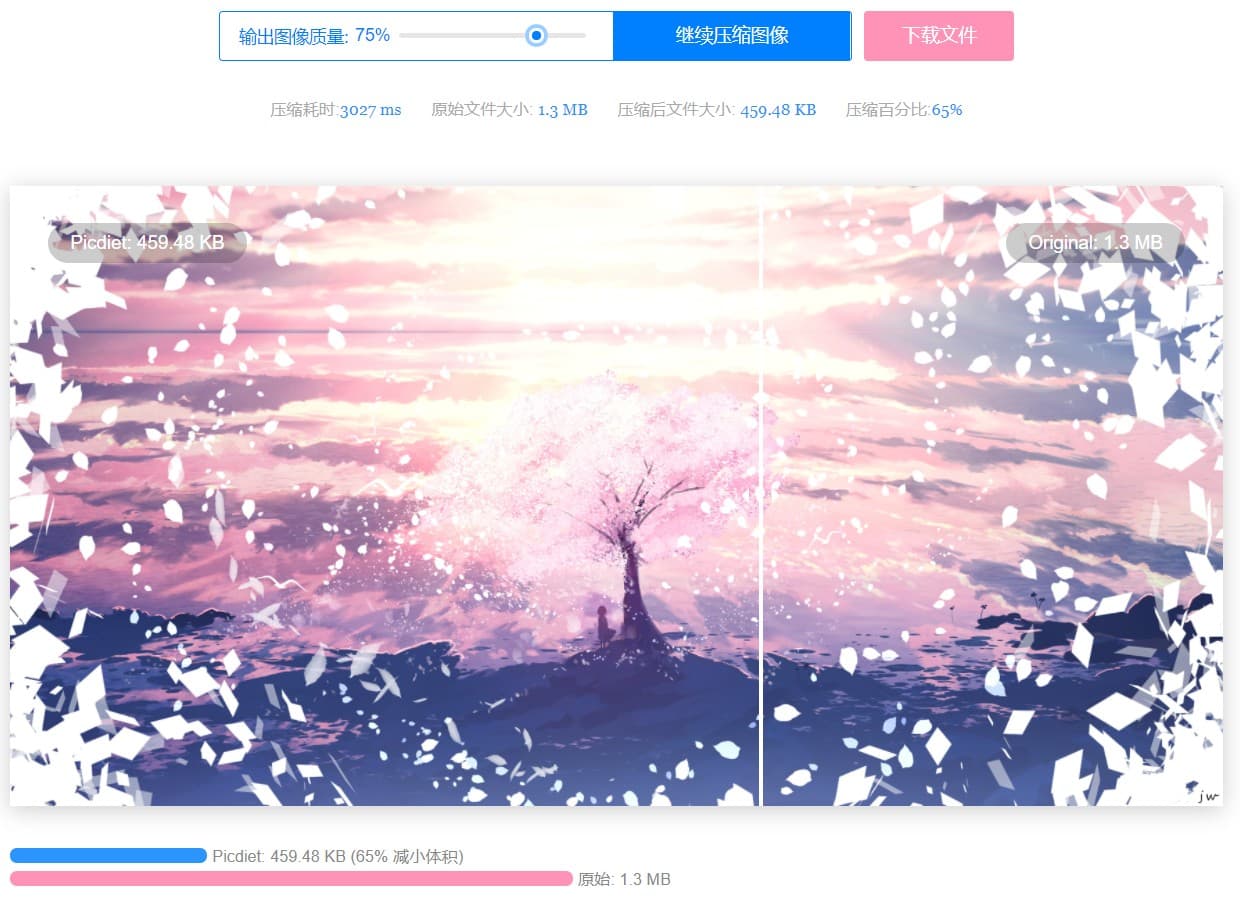 输出图像质量: 75% 继续压缩图像 下载文件
压缩耗时:3027 ms 原始文件大小: 1.3 MB 压缩后文件大小: 459.48 KB 压缩百分比:65%
Picdiet: 459.48 KB Original: 1.3 MB
jw
Picdiet: 459.48 KB (65% 减小体积)
原始: 1.3 MB